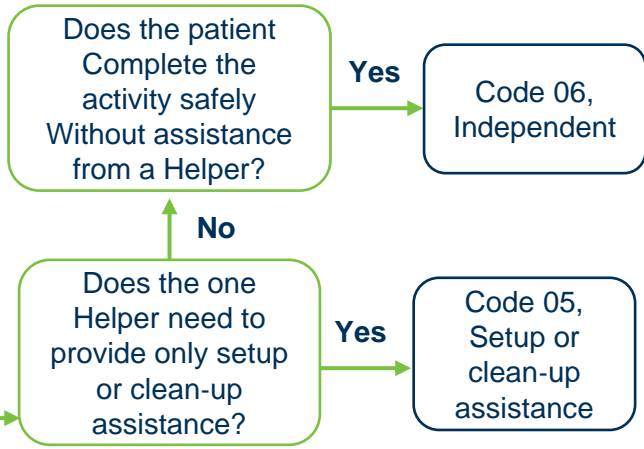 Does the patient
Complete the
activity safely
Without assistance
from a Helper?
Yes
Code 06,
Independent
No
Does the one
Helper need to
provide only setup
or clean-up
assistance?
Yes
Code 05,
Setup or
clean-up
assistance